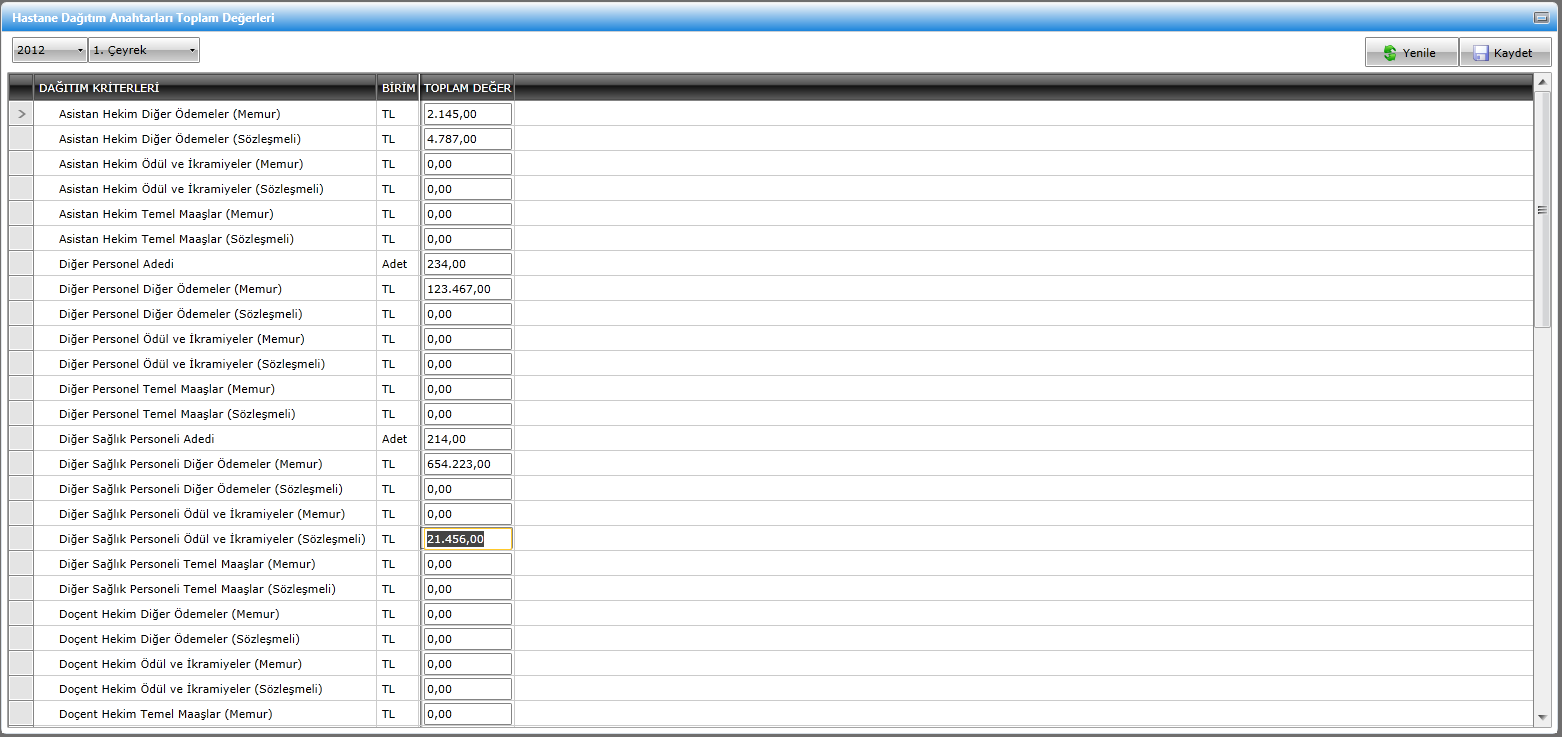 Hastane Dağıtım Anahtarları Toplam Değerleri
2012 1. Çeyrek Yenile Kaydet
DAĞITIM KRİTERLERİ BİRİM TOPLAM DEĞER
Asistan Hekim Diğer Ödemeler (Memur) TL 2.145,00
Asistan Hekim Diğer Ödemeler (Sözleşmeli) TL 4.787,00
Asistan Hekim Ödül ve İkramiyeler (Memur) TL 0,00
Asistan Hekim Ödül ve İkramiyeler (Sözleşmeli) TL 0,00
Asistan Hekim Temel Maaşlar (Memur) TL 0,00
Asistan Hekim Temel Maaşlar (Sözleşmeli) TL 0,00
Diğer Personel Adedi Adet 234,00
Diğer Personel Diğer Ödemeler (Memur) TL 123.467,00
Diğer Personel Diğer Ödemeler (Sözleşmeli) TL 0,00
Diğer Personel Ödül ve İkramiyeler (Memur) TL 0,00
Diğer Personel Ödül ve İkramiyeler (Sözleşmeli) TL 0,00
Diğer Personel Temel Maaşlar (Memur) TL 0,00
Diğer Personel Temel Maaşlar (Sözleşmeli) TL 0,00
Diğer Sağlık Personeli Adedi Adet 214,00
Diğer Sağlık Personeli Diğer Ödemeler (Memur) TL 654.223,00
Diğer Sağlık Personeli Diğer Ödemeler (Sözleşmeli) TL 0,00
Diğer Sağlık Personeli Ödül ve İkramiyeler (Memur) TL 0,00
Diğer Sağlık Personeli Ödül ve İkramiyeler (Sözleşmeli) TL 21.456,00
Diğer Sağlık Personeli Temel Maaşlar (Memur) TL 0,00
Diğer Sağlık Personeli Temel Maaşlar (Sözleşmeli) TL 0,00
Doçent Hekim Diğer Ödemeler (Memur) TL 0,00
Doçent Hekim Diğer Ödemeler (Sözleşmeli) TL 0,00
Doçent Hekim Ödül ve İkramiyeler (Memur) TL 0,00
Doçent Hekim Ödül ve İkramiyeler (Sözleşmeli) TL 0,00
Doçent Hekim Temel Maaşlar (Memur) TL 0,00